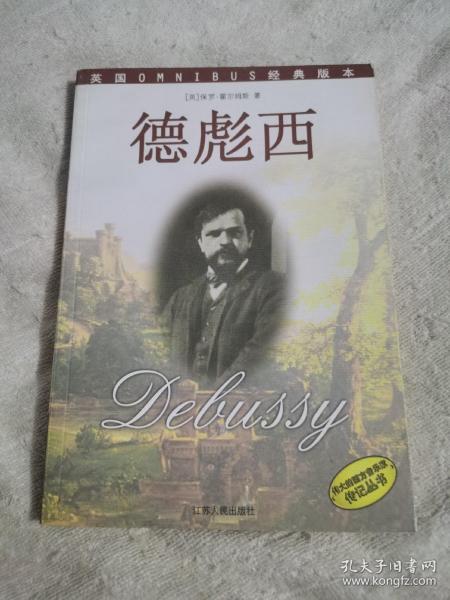 英国OMNIBUS经典版本
[英]保罗·霍尔姆斯 著
德彪西
Debussy
伟大的西方音乐家
传记丛书
江苏人民出版社
孔夫子旧书网
www.kongfz.com